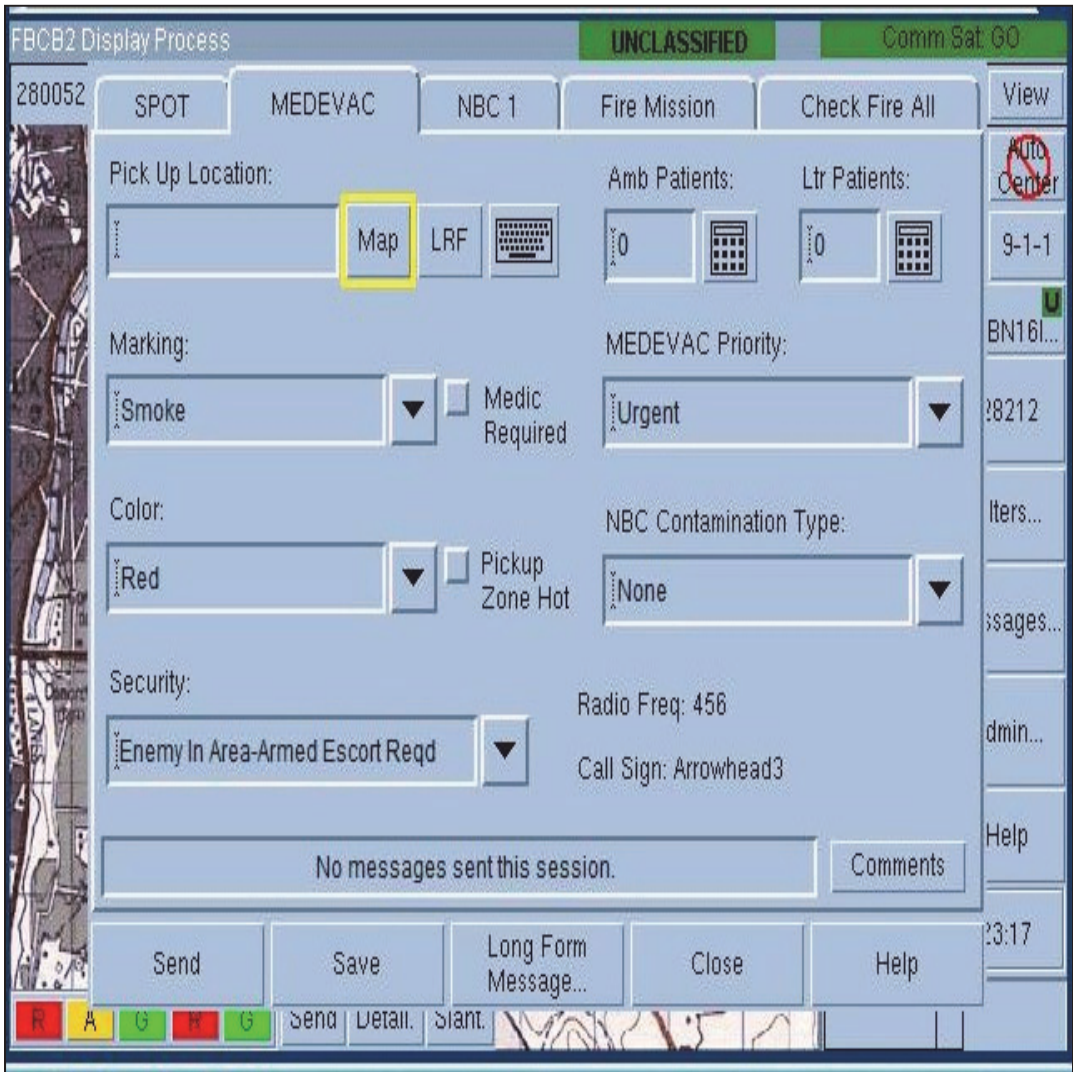 FBCB2 Display Process UNCLASSIFIED Comm Sat: GO
280052 SPOT MEDEVAC NBC 1 Fire Mission Check Fire All View
Auto
Center
Pick Up Location: Amb Patients: Ltr Patients:
Map LRF 0 0 9-1-1
U
BN16I...
Marking: MEDEVAC Priority:
Smoke Medic
Required Urgent 28212
Color: NBC Contamination Type: lters...
Red Pickup
Zone Hot None ssages...
Security: Radio Freq: 456
Enemy In Area-Armed Escort Reqd Call Sign: Arrowhead3 dmin...
No messages sent this session. Comments Help
Send Save Long Form
Message... Close Help 23:17
R A G G Send Detail. Slant.